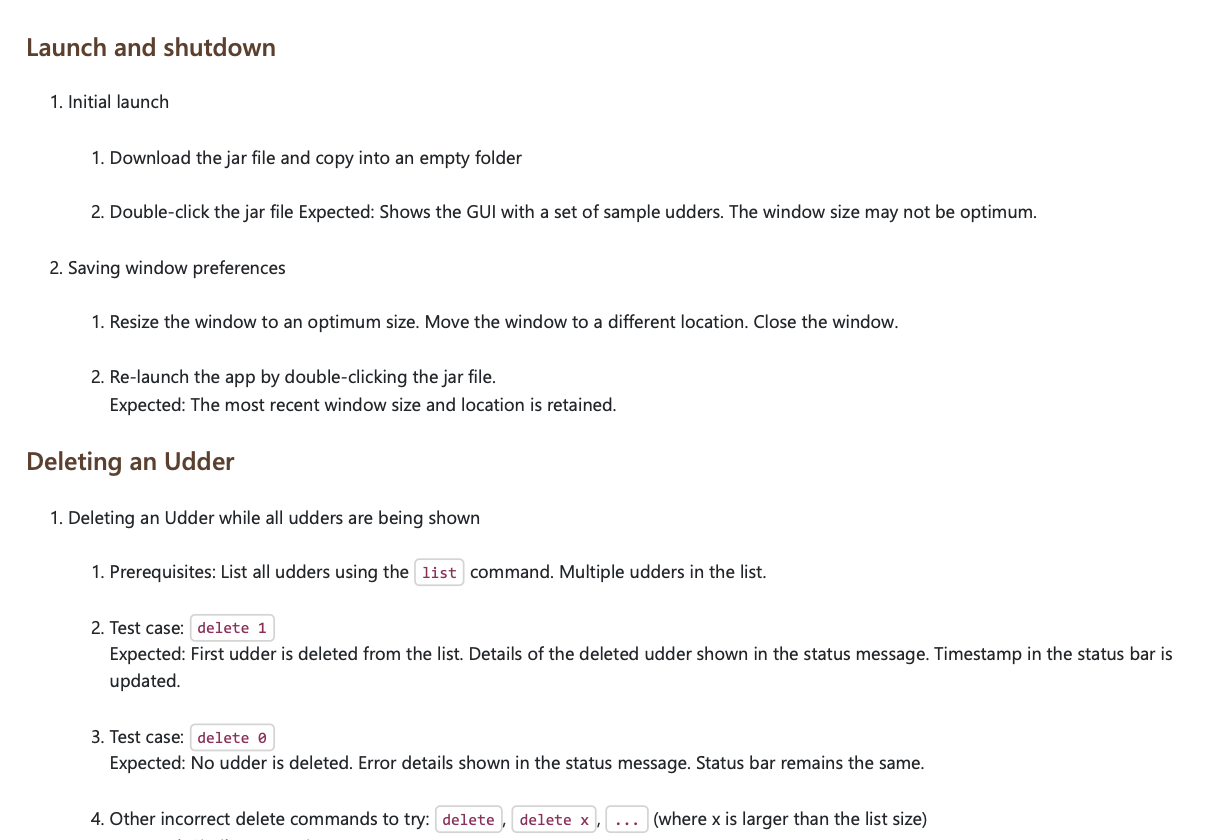 Launch and shutdown
1. Initial launch
1. Download the jar file and copy into an empty folder
2. Double-click the jar file Expected: Shows the GUI with a set of sample udders. The window size may not be optimum.
2. Saving window preferences
1. Resize the window to an optimum size. Move the window to a different location. Close the window.
2. Re-launch the app by double-clicking the jar file.
Expected: The most recent window size and location is retained.
Deleting an Udder
1. Deleting an Udder while all udders are being shown
1. Prerequisites: List all udders using the list command. Multiple udders in the list.
2. Test case: delete 1
Expected: First udder is deleted from the list. Details of the deleted udder shown in the status message. Timestamp in the status bar is
updated.
3. Test case: delete 0
Expected: No udder is deleted. Error details shown in the status message. Status bar remains the same.
4. Other incorrect delete commands to try: delete, delete x, ... (where x is larger than the list size)